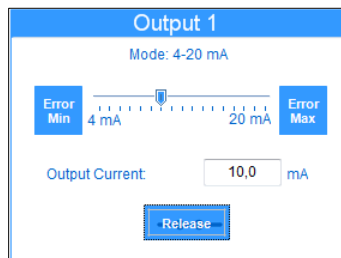 Output 1
Mode: 4-20 mA
Error Min
4 mA
20 mA
Error Max
Output Current:
10,0
mA
Release